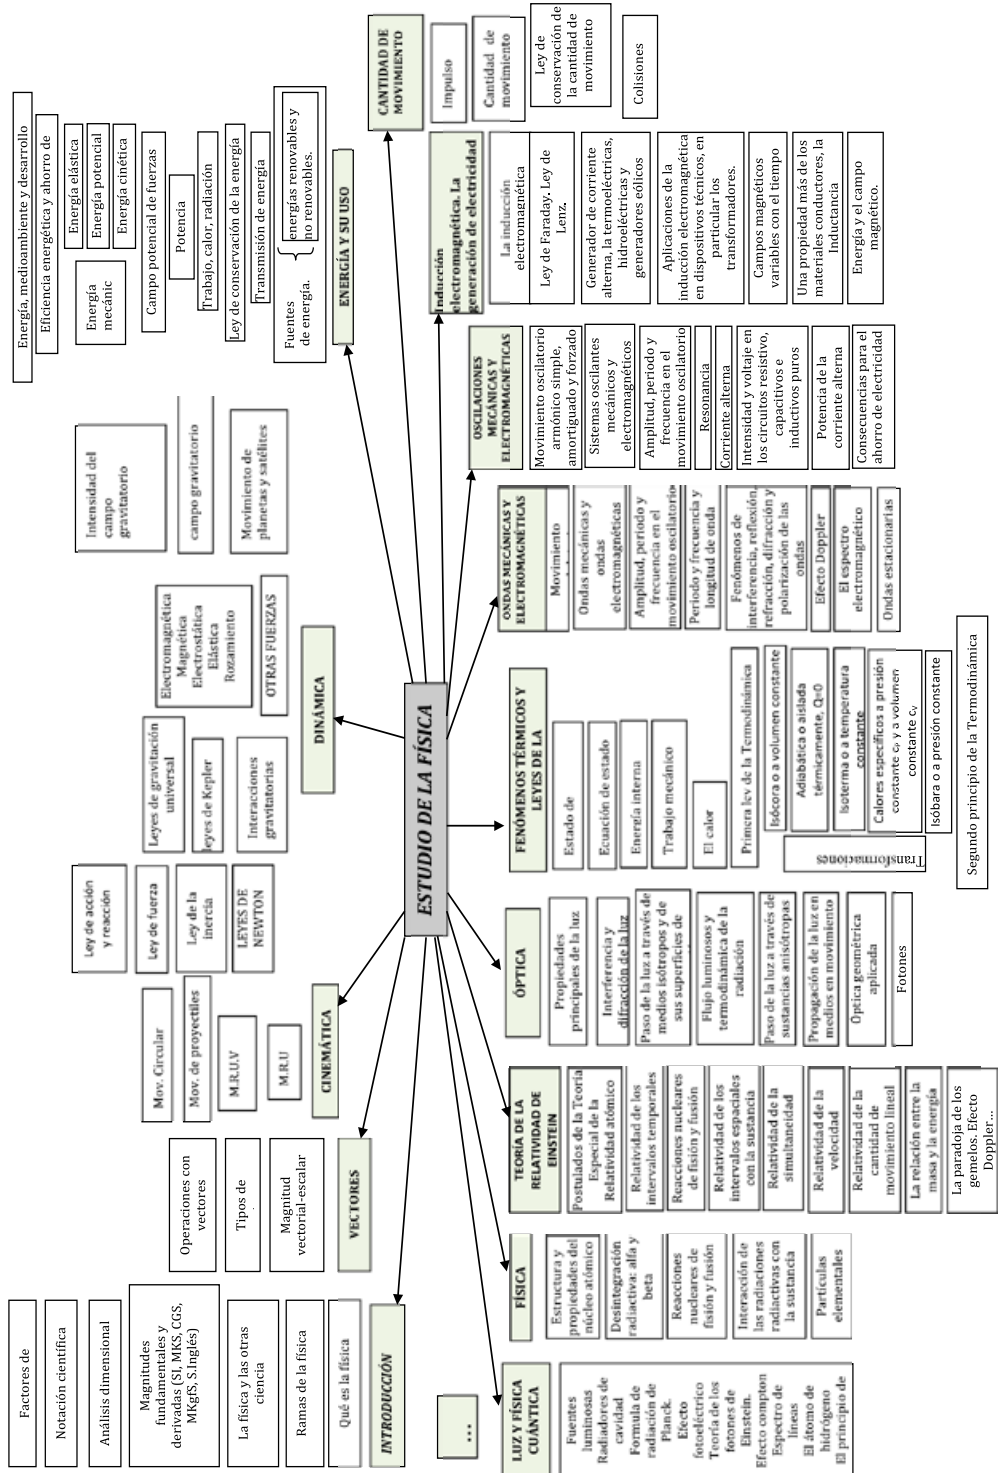 Factores de
Notación científica
Análisis dimensional
Magnitudes
fundamentales y
derivadas (SI, MKS, CGS,
MKgfS, S.Inglés)
La física y las otras
ciencia
Ramas de la física
Qué es la física
INTRODUCCIÓN
Operaciones con
vectores
Tipos de
Magnitud
vectorial-escalar
VECTORES
Mov. Circular
Mov. de proyectiles
M.R.U.V
M.R.U
CINEMÁTICA
Ley de acción
y reacción
Ley de fuerza
Ley de la
inercia
LEYES DE
NEWTON
Leyes de gravitación
universal
leyes de Kepler
Interacciones
gravitatorias
Electromagnética
Magnética
Electrostática
Elástica
Rozamiento
OTRAS FUERZAS
Intensidad del
campo
gravitatorio
campo gravitatorio
Movimiento de
planetas y satélites
DINÁMICA
Energía, medioambiente y desarrollo
Eficiencia energética y ahorro de
Energía
mecánic
Energía elástica
Energía potencial
Energía cinética
Campo potencial de fuerzas
Potencia
Trabajo, calor, radiación
Ley de conservación de la energía
Transmisión de energía
Fuentes
de energía.
energías renovables y
no renovables.
ENERGÍA Y SU USO
ESTUDIO DE LA FÍSICA
...
LUZ Y FÍSICA
CUÁNTICA
Fuentes
luminosas
Radiadores de
cavidad
Formula de
radiación de
Planck.
Efecto
fotoeléctrico
Teoría de los
fotones de
Einstein.
Efecto compton
Espectro de
líneas
El átomo de
hidrógeno
El principio de
FÍSICA
Estructura y
propiedades del
núcleo atómico
Desintegración
radiactiva: alfa y
beta
Reacciones
nucleares de
fisión y fusión
Interacción de
las radiaciones
radiactivas con
la sustancia
Partículas
elementales
TEORÍA DE LA
RELATIVIDAD DE
EINSTEIN
Postulados de la Teoría
Especial de la
Relatividad atómico
Relatividad de los
intervalos temporales
Reacciones nucleares
de fisión y fusión
Relatividad de los
intervalos espaciales
con la sustancia
Relatividad de la
simultaneidad
Relatividad de la
velocidad
Relatividad de la
cantidad de
movimiento lineal
La relación entre la
masa y la energía
La paradoja de los
gemelos. Efecto
Doppler...
ÓPTICA
Propiedades
principales de la luz
Interferencia y
difracción de la luz
Paso de la luz a través de
medios isótropos y de
sus superficies de
Flujo luminosos y
termodinámica de la
radiación
Paso de la luz a través de
sustancias anisótropas
Propagación de la luz en
medios en movimiento
Óptica geométrica
aplicada
Fotones
FENÓMENOS TÉRMICOS Y
LEYES DE LA
Estado de
Ecuación de estado
Energía interna
Trabajo mecánico
El calor
Primera ley de la Termodinámica
Transformaciones
Isócora o a volumen constante
Adiabática o aislada
térmicamente, Q=0
Isoterma o a temperatura
constante
Calores específicos a presión
constante cₚ y a volumen
constante cᵥ
Isóbara o a presión constante
Segundo principio de la Termodinámica
ONDAS MECÁNICAS Y
ELECTROMAGNÉTICAS
Movimiento
Ondas mecánicas y
ondas
electromagnéticas
Amplitud, periodo y
frecuencia en el
movimiento oscilatorio
Periodo y frecuencia y
longitud de onda
Fenómenos de
interferencia, reflexión,
refracción, difracción y
polarización de las
ondas
Efecto Doppler
El espectro
electromagnético
Ondas estacionarias
OSCILACIONES
MECÁNICAS Y
ELECTROMAGNÉTICAS
Movimiento oscilatorio
armónico simple,
amortiguado y forzado
Sistemas oscilantes
mecánicos y
electromagnéticos
Amplitud, periodo y
frecuencia en el
movimiento oscilatorio
Resonancia
Corriente alterna
Intensidad y voltaje en
los circuitos resistivo,
capacitivos e
inductivos puros
Potencia de la
corriente alterna
Consecuencias para el
ahorro de electricidad
Inducción
electromagnética. La
generación de electricidad
La inducción
electromagnética
Ley de Faraday. Ley de
Lenz.
Generador de corriente
alterna, la termoeléctricas,
hidroeléctricas y
generadores eólicos
Aplicaciones de la
inducción electromagnética
en dispositivos técnicos, en
particular los
transformadores.
Campos magnéticos
variables con el tiempo
Una propiedad más de los
materiales conductores, la
Inductancia
Energía y el campo
magnético.
CANTIDAD DE
MOVIMIENTO
Impulso
Cantidad de
movimiento
Ley de
conservación de
la cantidad de
movimiento
Colisiones